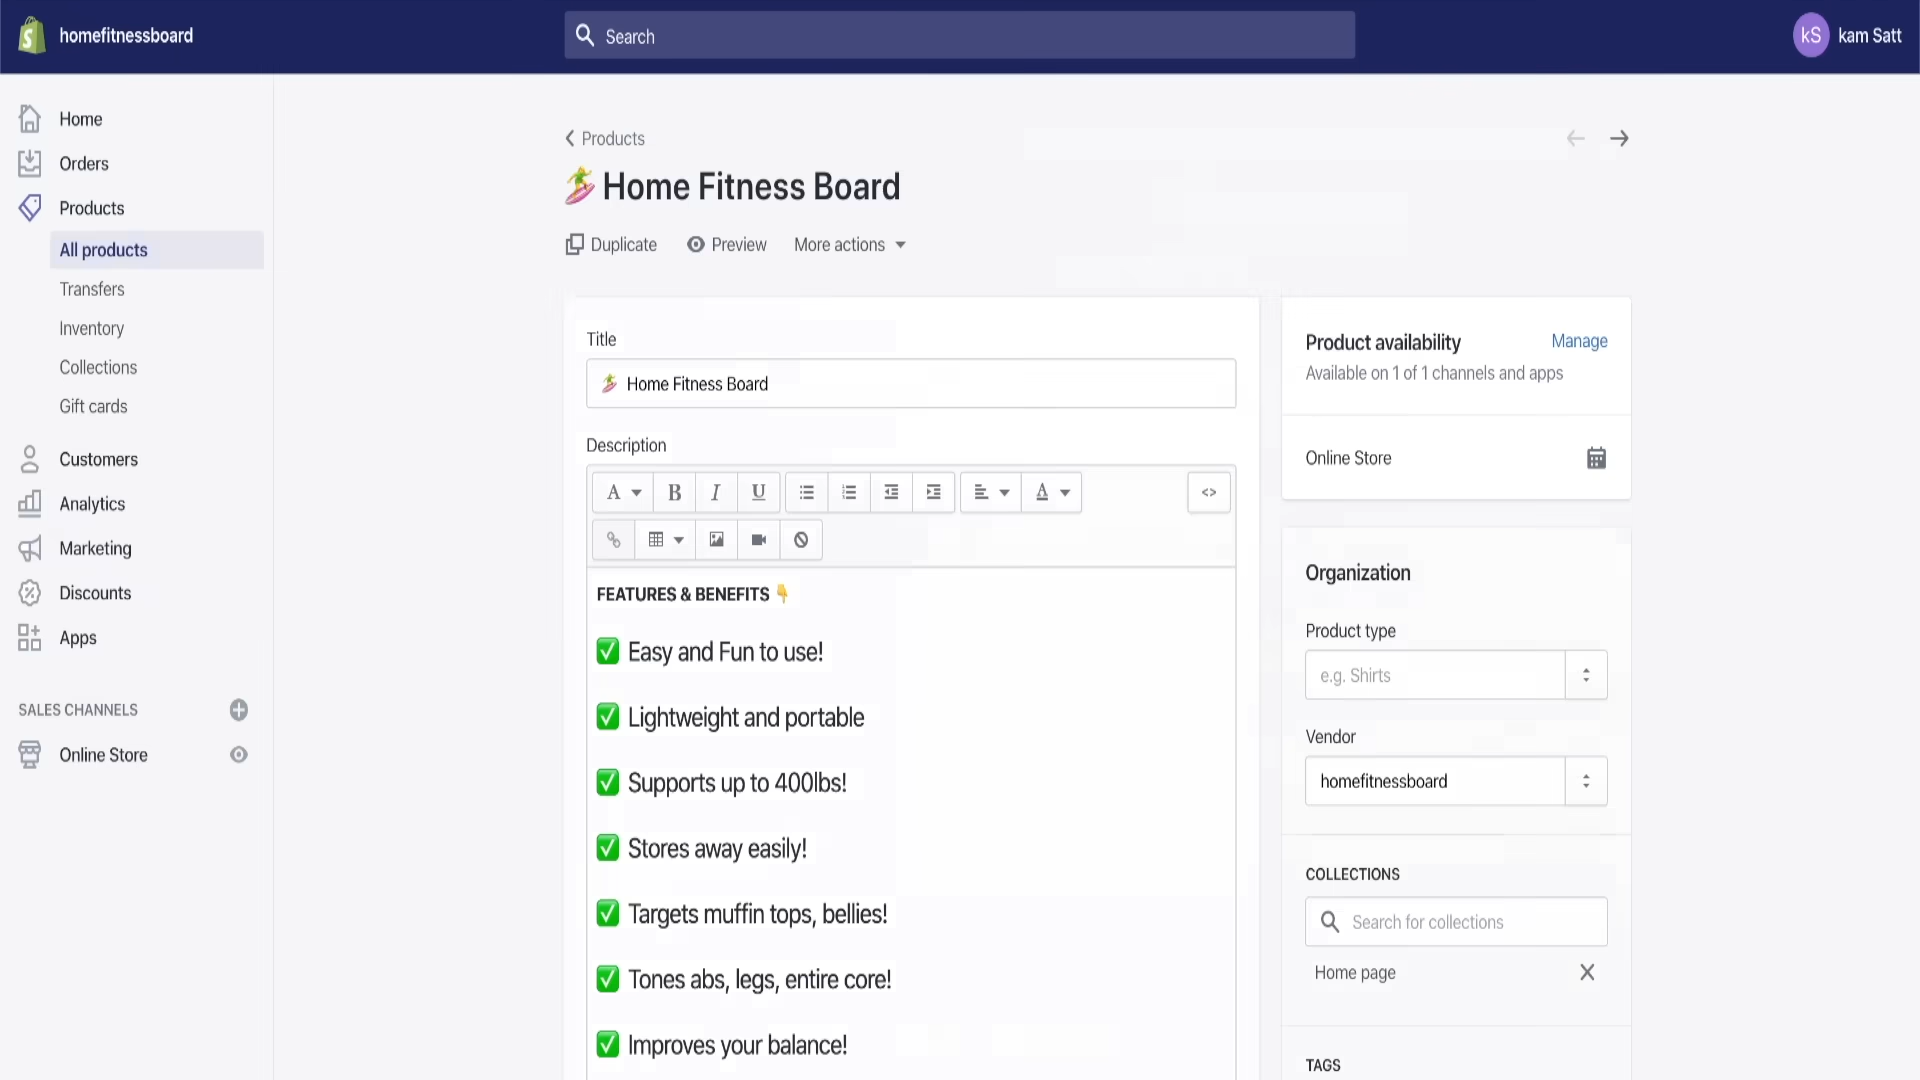 homefitnessboard
Search
kS kam Satt
Home
Orders
Products
All products
Transfers
Inventory
Collections
Gift cards
Customers
Analytics
Marketing
Discounts
Apps
SALES CHANNELS
Online Store
Products
🏄 Home Fitness Board
Duplicate Preview More actions
Title
🏄 Home Fitness Board
Description
A B I U A <>
FEATURES & BENEFITS 👇
✅ Easy and Fun to use!
✅ Lightweight and portable
✅ Supports up to 400lbs!
✅ Stores away easily!
✅ Targets muffin tops, bellies!
✅ Tones abs, legs, entire core!
✅ Improves your balance!
Product availability Manage
Available on 1 of 1 channels and apps
Online Store
Organization
Product type
e.g. Shirts
Vendor
homefitnessboard
COLLECTIONS
Search for collections
Home page
TAGS